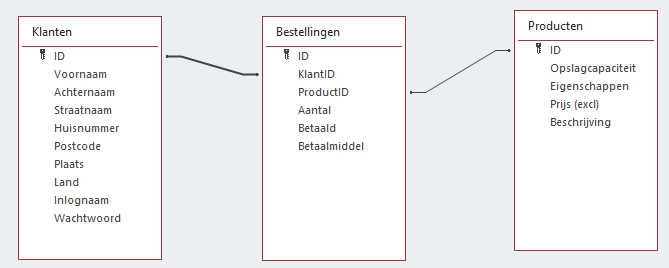 Klanten
ID
Voornaam
Achternaam
Straatnaam
Huisnummer
Postcode
Plaats
Land
Inlognaam
Wachtwoord
Bestellingen
ID
KlantID
ProductID
Aantal
Betaald
Betaalmiddel
Producten
ID
Opslagcapaciteit
Eigenschappen
Prijs (excl)
Beschrijving